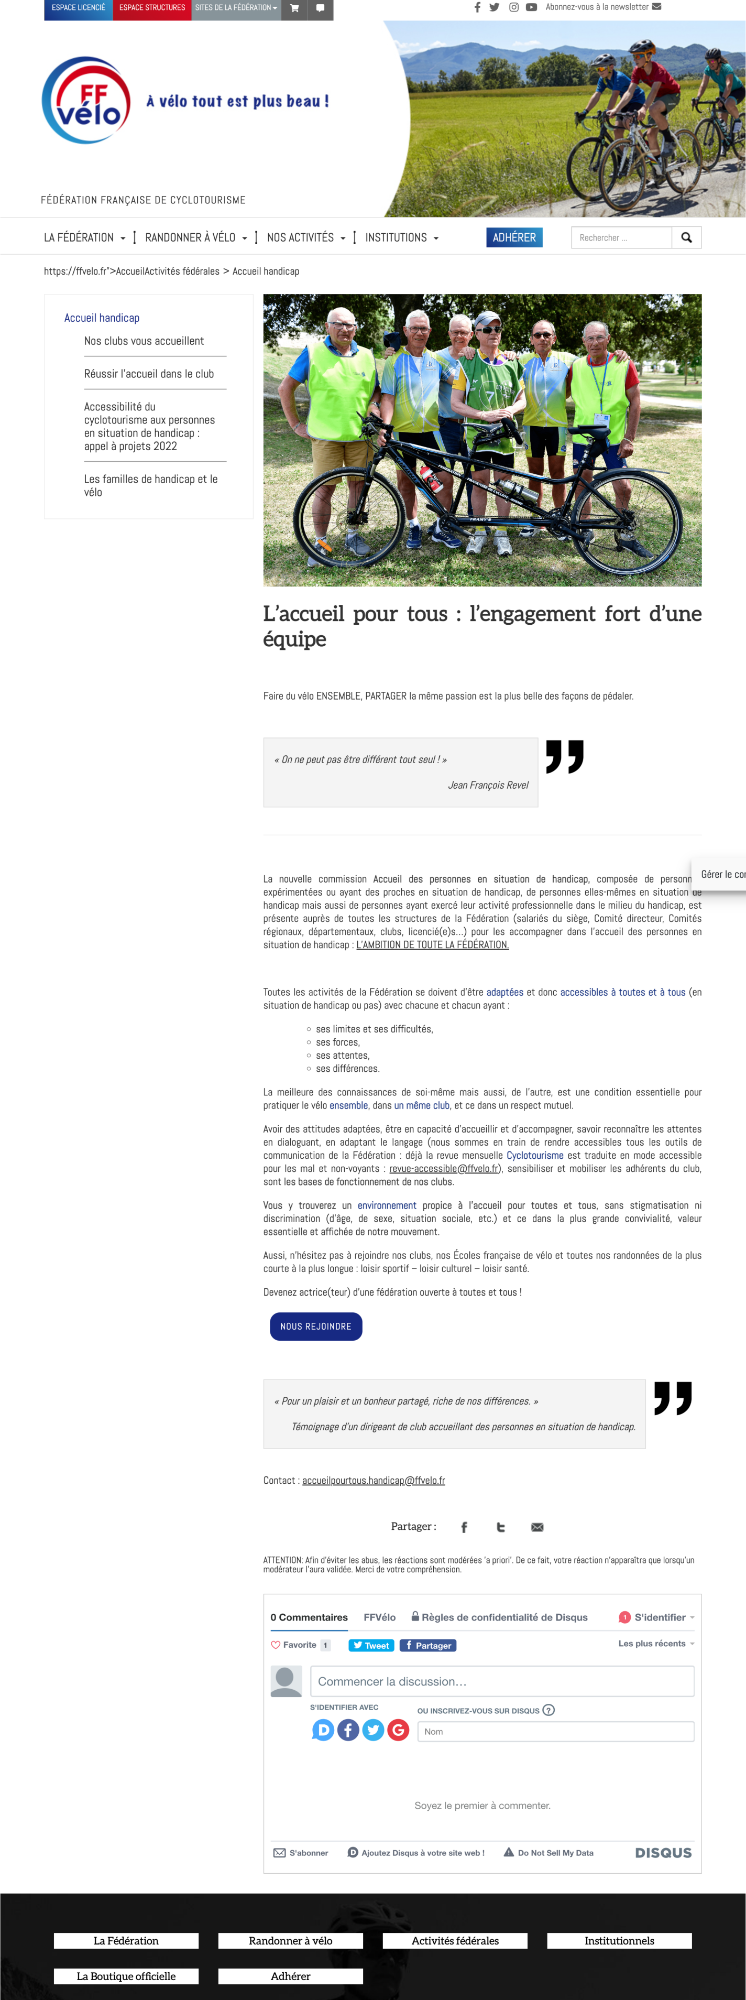 ESPACE LICENCIÉ ESPACE STRUCTURES SITES DE LA FÉDÉRATION
Abonnez-vous à la newsletter
FF
vélo
À vélo tout est plus beau !
FÉDÉRATION FRANÇAISE DE CYCLOTOURISME
LA FÉDÉRATION RANDONNER À VÉLO NOS ACTIVITÉS INSTITUTIONS ADHÉRER Rechercher ...
https://ffvelo.fr">AccueilActivités fédérales > Accueil handicap
Accueil handicap
Nos clubs vous accueillent
Réussir l'accueil dans le club
Accessibilité du
cyclotourisme aux personnes
en situation de handicap :
appel à projets 2022
Les familles de handicap et le
vélo
L'accueil pour tous : l'engagement fort d'une
équipe
Faire du vélo ENSEMBLE, PARTAGER la même passion est la plus belle des façons de pédaler.
« On ne peut pas être différent tout seul ! »
Jean François Revel
Gérer le con
La nouvelle commission Accueil des personnes en situation de handicap, composée de personn
expérimentées ou ayant des proches en situation de handicap, de personnes elles-mêmes en situation de
handicap mais aussi de personnes ayant exercé leur activité professionnelle dans le milieu du handicap, est
présente auprès de toutes les structures de la Fédération (salariés du siège, Comité directeur, Comités
régionaux, départementaux, clubs, licencié(e)s…) pour les accompagner dans l'accueil des personnes en
situation de handicap : L'AMBITION DE TOUTE LA FÉDÉRATION.
Toutes les activités de la Fédération se doivent d'être adaptées et donc accessibles à toutes et à tous (en
situation de handicap ou pas) avec chacune et chacun ayant :
ses limites et ses difficultés,
ses forces,
ses attentes,
ses différences.
La meilleure des connaissances de soi-même mais aussi, de l'autre, est une condition essentielle pour
pratiquer le vélo ensemble, dans un même club, et ce dans un respect mutuel.
Avoir des attitudes adaptées, être en capacité d'accueillir et d'accompagner, savoir reconnaître les attentes
en dialoguant, en adaptant le langage (nous sommes en train de rendre accessibles tous les outils de
communication de la Fédération : déjà la revue mensuelle Cyclotourisme est traduite en mode accessible
pour les mal et non-voyants : revue-accessible@ffvelo.fr), sensibiliser et mobiliser les adhérents du club,
sont les bases de fonctionnement de nos clubs.
Vous y trouverez un environnement propice à l'accueil pour toutes et tous, sans stigmatisation ni
discrimination (d'âge, de sexe, situation sociale, etc.) et ce dans la plus grande convivialité, valeur
essentielle et affichée de notre mouvement.
Aussi, n'hésitez pas à rejoindre nos clubs, nos Écoles française de vélo et toutes nos randonnées de la plus
courte à la plus longue : loisir sportif – loisir culturel – loisir santé.
Devenez actrice(teur) d'une fédération ouverte à toutes et tous !
NOUS REJOINDRE
« Pour un plaisir et un bonheur partagé, riche de nos différences. »
Témoignage d'un dirigeant de club accueillant des personnes en situation de handicap.
Contact : accueilpourtous.handicap@ffvelo.fr
Partager :
ATTENTION: Afin d'éviter les abus, les réactions sont modérées 'a priori'. De ce fait, votre réaction n'apparaîtra que lorsqu'un
modérateur l'aura validée. Merci de votre compréhension.
0 Commentaires FFVélo Règles de confidentialité de Disqus 1 S'identifier
Favorite 1 Tweet Partager Les plus récents
Commencer la discussion…
S'IDENTIFIER AVEC
OU INSCRIVEZ-VOUS SUR DISQUS ?
Nom
Soyez le premier à commenter.
S'abonner Ajoutez Disqus à votre site web ! Do Not Sell My Data DISQUS
La Fédération Randonner à vélo Activités fédérales Institutionnels
La Boutique officielle Adhérer